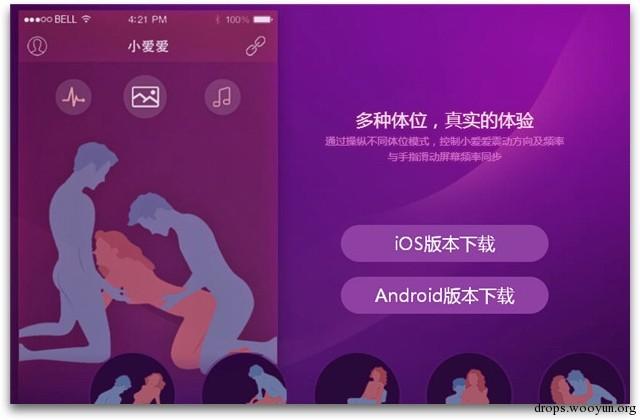 BELL 4:21 PM 100%
小爱爱
多种体位，真实的体验
通过操纵不同体位模式，控制小爱爱震动方向及频率
与手指滑动屏幕频率同步
iOS版本下载
Android版本下载
drops.wooyun.org